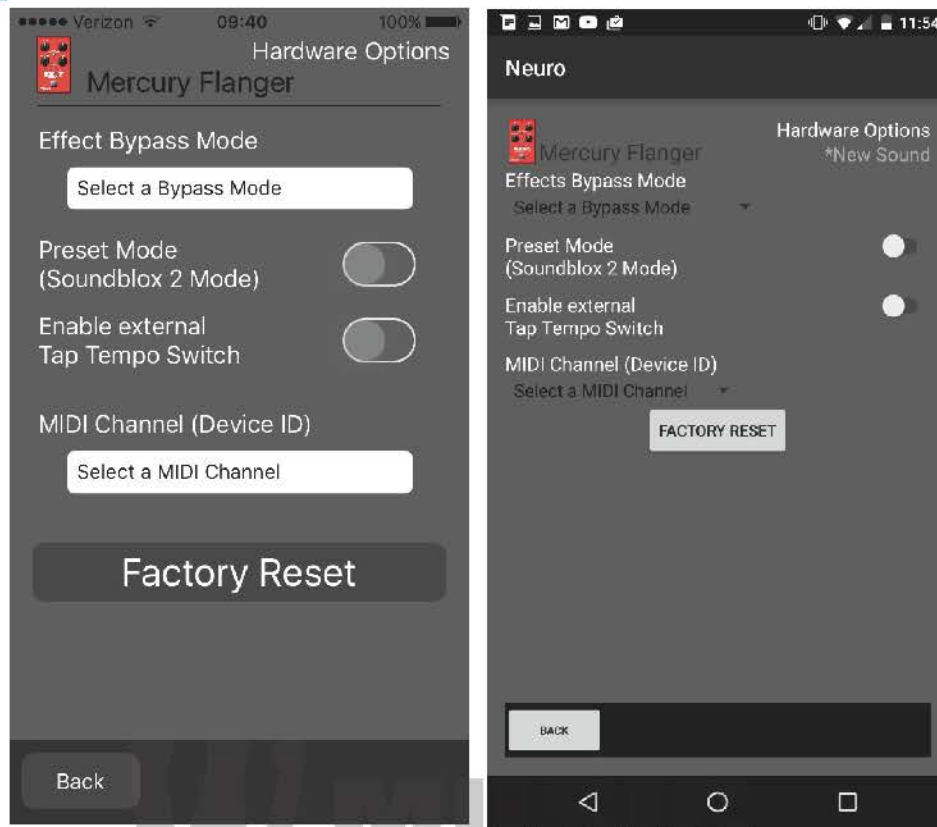 Verizon 09:40 100%
Hardware Options
Mercury Flanger
Effect Bypass Mode
Select a Bypass Mode
Preset Mode
(Soundblox 2 Mode)
Enable external
Tap Tempo Switch
MIDI Channel (Device ID)
Select a MIDI Channel
Factory Reset
Back
11:54
Neuro
Hardware Options
Mercury Flanger
*New Sound
Effects Bypass Mode
Select a Bypass Mode
Preset Mode
(Soundblox 2 Mode)
Enable external
Tap Tempo Switch
MIDI Channel (Device ID)
Select a MIDI Channel
FACTORY RESET
BACK